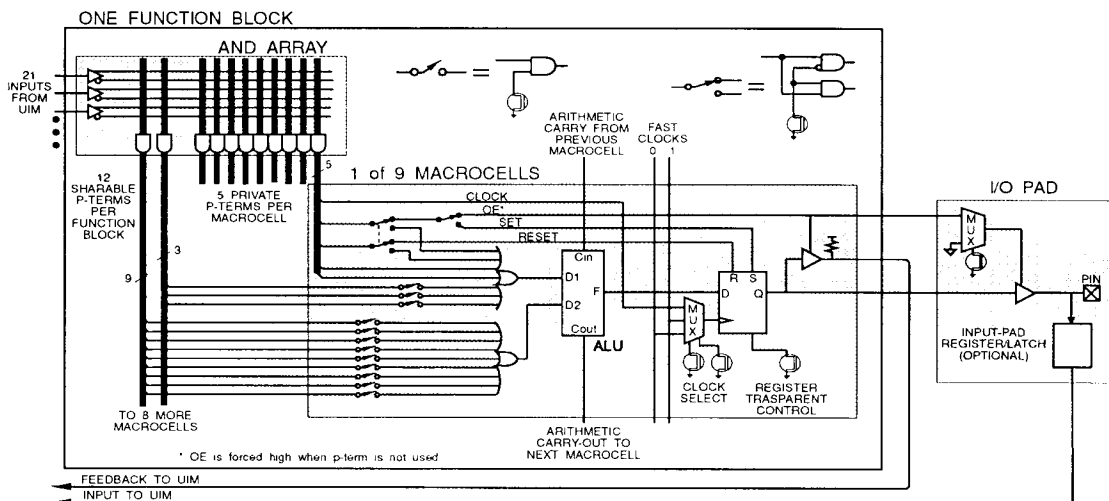 ONE FUNCTION BLOCK
AND ARRAY
21
INPUTS
FROM
UIM
=
=
ARITHMETIC
CARRY FROM
PREVIOUS
MACROCELL
FAST
CLOCKS
0 1
5
12
SHARABLE
P-TERMS
PER
FUNCTION
BLOCK
5 PRIVATE
P-TERMS PER
MACROCELL
1 of 9 MACROCELLS
CLOCK
OE*
SET
RESET
3
9
Cin
D1
D2
F
Cout
ALU
MUX
R S
D
Q
CLOCK
SELECT
REGISTER
TRASPARENT
CONTROL
I/O PAD
MUX
PIN
INPUT-PAD
REGISTER/LATCH
(OPTIONAL)
TO 8 MORE
MACROCELLS
ARITHMETIC
CARRY-OUT TO
NEXT MACROCELL
* OE is forced high when p-term is not used
FEEDBACK TO UIM
INPUT TO UIM